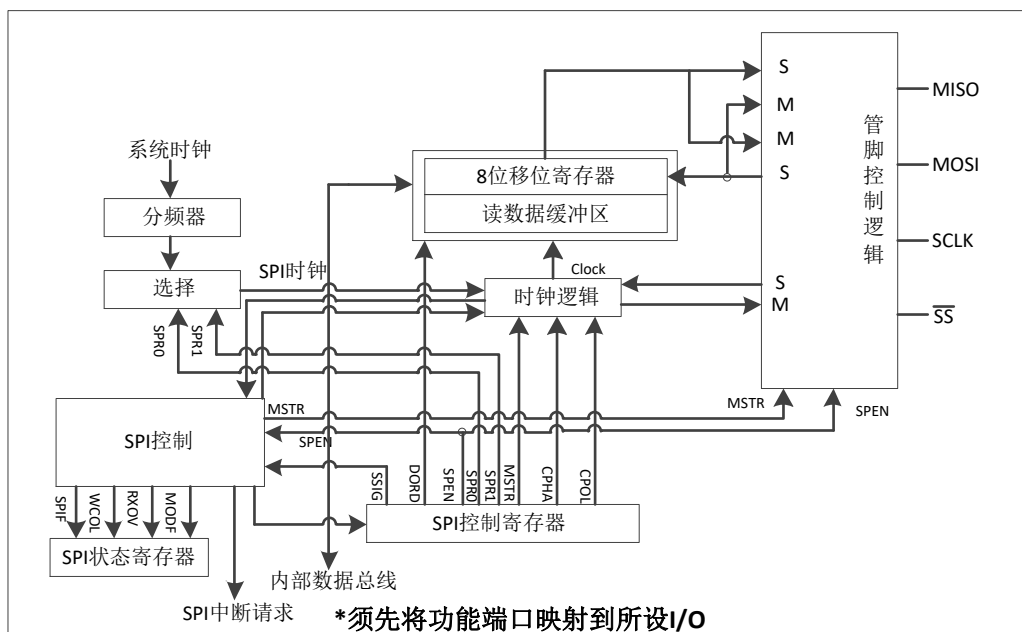 S
MISO
M
管脚控制逻辑
系统时钟
M
8位移位寄存器
S
MOSI
分频器
读数据缓冲区
SCLK
SPI时钟
Clock
选择
时钟逻辑
S
M
SS
SPR0
SPR1
MSTR
SPEN
MSTR
SPI控制
SPEN
SSIG
DORD
SPEN
SPR0
SPR1
MSTR
CPHA
CPOL
SPIF
WCOL
RXOV
MODF
SPI控制寄存器
SPI状态寄存器
内部数据总线
SPI中断请求
*须先将功能端口映射到所设I/O